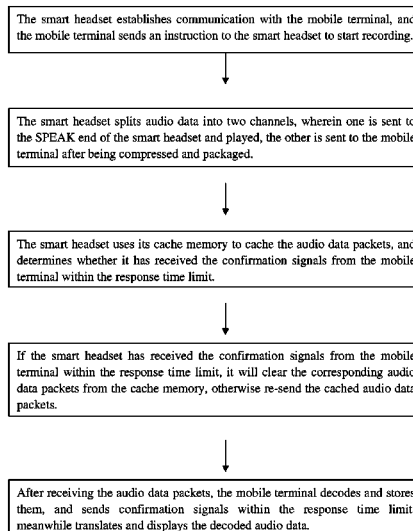 The smart headset establishes communication with the mobile terminal, and
the mobile terminal sends an instruction to the smart headset to start recording.
The smart headset splits audio data into two channels, wherein one is sent to
the SPEAK end of the smart headset and played, the other is sent to the mobile
terminal after being compressed and packaged.
The smart headset uses its cache memory to cache the audio data packets, and
determines whether it has received the confirmation signals from the mobile
terminal within the response time limit.
If the smart headset has received the confirmation signals from the mobile
terminal within the response time limit, it will clear the corresponding audio
data packets from the cache memory, otherwise re-send the cached audio data
packets.
After receiving the audio data packets, the mobile terminal decodes and stores
them, and sends confirmation signals within the response time limit
meanwhile translates and displays the decoded audio data.